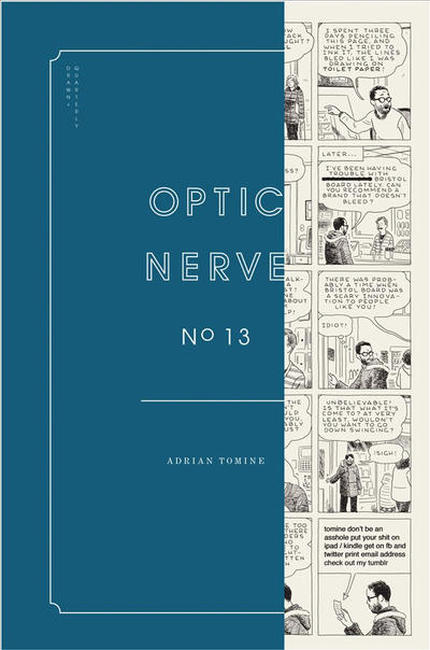 DRAWN +
QUARTERLY
OPTIC
NERVE
No 13
ADRIAN TOMINE
I SPENT THREE
DAYS PENCILING
THIS PAGE, AND
WHEN I TRIED TO
INK IT, THE LINES
BLED LIKE I WAS
DRAWING ON
TOILET PAPER!
LATER...
I'VE BEEN HAVING
TROUBLE WITH
BRISTOL
BOARD LATELY. CAN
YOU RECOMMEND A
BRAND THAT DOESN'T
BLEED?
THERE WAS PROB-
ABLY A TIME WHEN
BRISTOL BOARD WAS
A SCARY INNOVA-
TION TO PEOPLE
LIKE YOU!
IDIOT!
UNBELIEVABLE!
IS THAT WHAT IT'S
COME TO? AT VERY
LEAST, WOULDN'T
YOU WANT TO GO
DOWN SWINGING?
SIGH!
tomine don't be an
asshole put your shit on
ipad / kindle get on fb and
twitter print email address
check out my tumblr